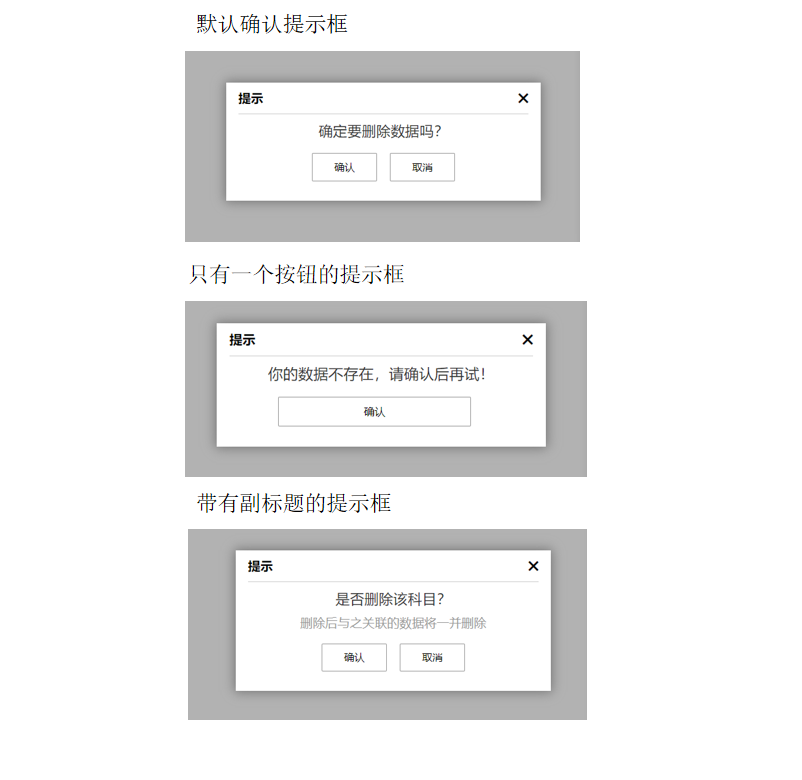 默认确认提示框
提示
确定要删除数据吗?
确认 取消
只有一个按钮的提示框
提示
你的数据不存在，请确认后再试!
确认
带有副标题的提示框
提示
是否删除该科目?
删除后与之关联的数据将一并删除
确认 取消